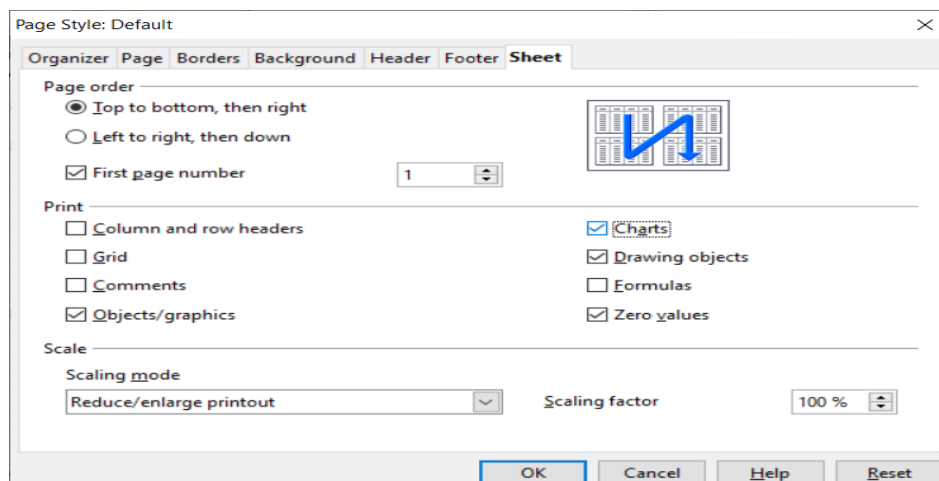 Page Style: Default
Organizer Page Borders Background Header Footer Sheet
Page order
Top to bottom, then right
Left to right, then down
First page number 1
Print
Column and row headers Charts
Grid Drawing objects
Comments Formulas
Objects/graphics Zero values
Scale
Scaling mode
Reduce/enlarge printout Scaling factor 100 %
OK Cancel Help Reset